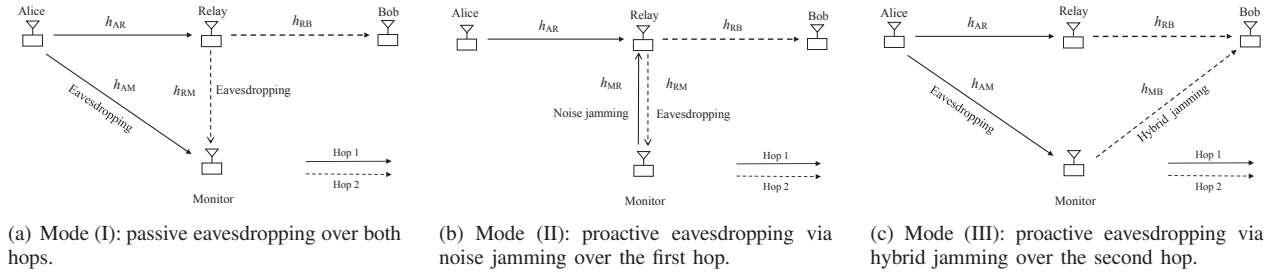 Alice
Relay
Bob
h_AR
h_RB
h_AM
Eavesdropping
h_RM
Eavesdropping
Hop 1
Hop 2
Monitor
(a) Mode (I): passive eavesdropping over both
hops.
Alice
Relay
Bob
h_AR
h_RB
h_MR
h_RM
Noise jamming
Eavesdropping
Hop 1
Hop 2
Monitor
(b) Mode (II): proactive eavesdropping via
noise jamming over the first hop.
Alice
Relay
Bob
h_AR
h_RB
h_AM
Eavesdropping
h_MB
Hybrid jamming
Hop 1
Hop 2
Monitor
(c) Mode (III): proactive eavesdropping via
hybrid jamming over the second hop.